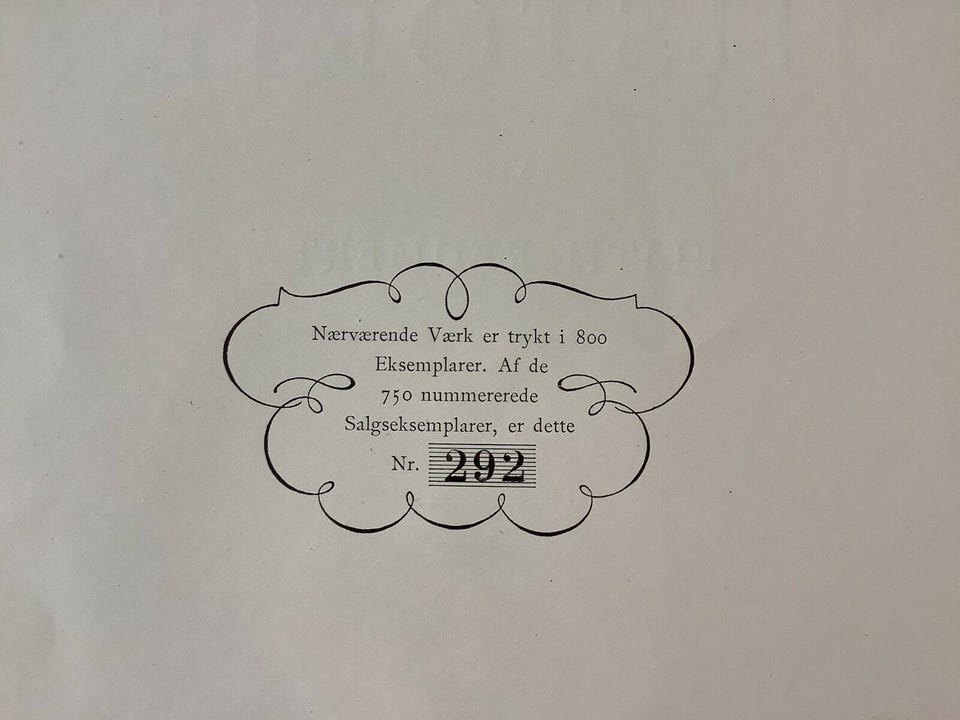 Nærværende Værk er trykt i 800
Eksemplarer. Af de
750 nummererede
Salgseksemplarer, er dette
Nr. 292